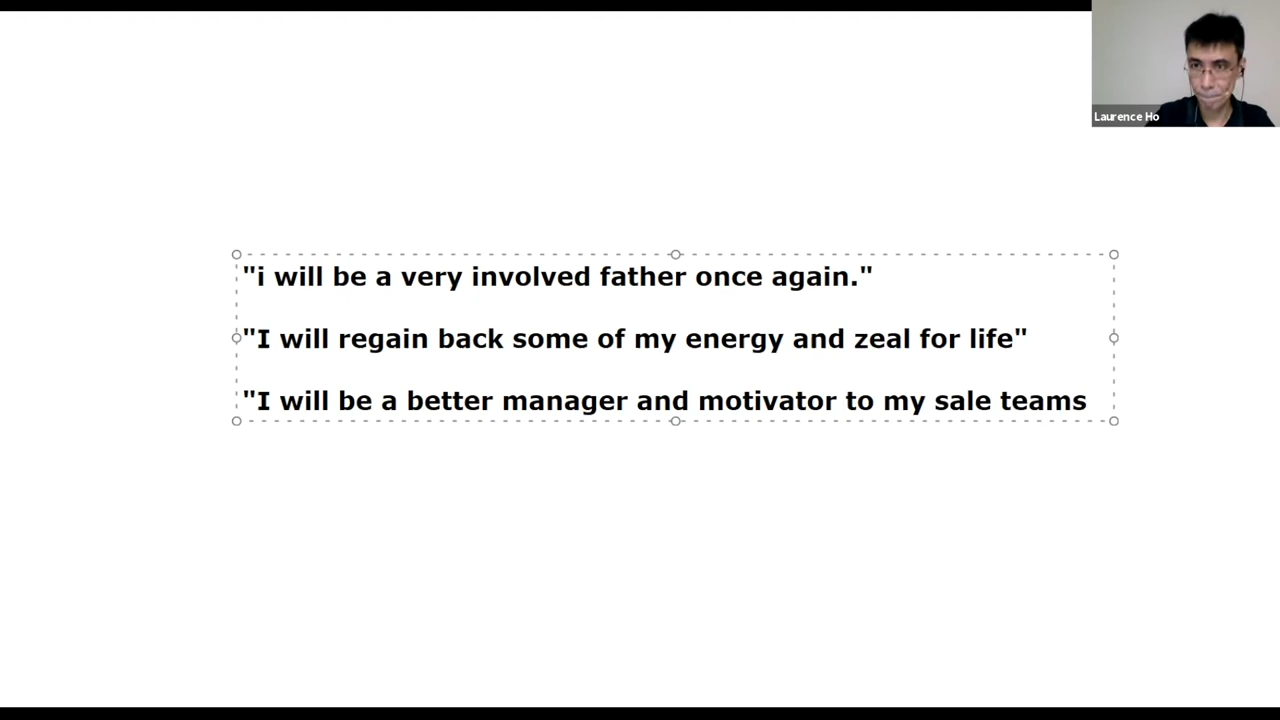 Laurence Ho
"i will be a very involved father once again."
"I will regain back some of my energy and zeal for life"
"I will be a better manager and motivator to my sale teams